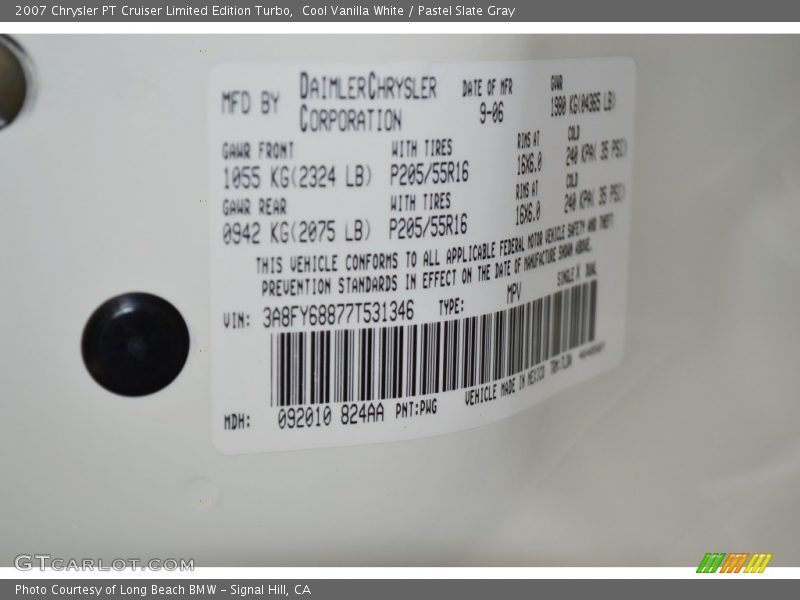 2007 Chrysler PT Cruiser Limited Edition Turbo,  Cool Vanilla White / Pastel Slate Gray
MFD BY DAIMLERCHRYSLER CORPORATION
DATE OF MFR 9-06
GVWR 1980 KG(04365 LB)
GAWR FRONT WITH TIRES RIMS AT COLD
1055 KG(2324 LB) P205/55R16 16X6.0 240 KPA( 35 PSI)
GAWR REAR WITH TIRES RIMS AT COLD
0942 KG(2075 LB) P205/55R16 16X6.0 240 KPA( 35 PSI)
THIS VEHICLE CONFORMS TO ALL APPLICABLE FEDERAL MOTOR VEHICLE SAFETY AND THEFT
PREVENTION STANDARDS IN EFFECT ON THE DATE OF MANUFACTURE SHOWN ABOVE.
VIN: 3A8FY68877T531346 TYPE: MPV SINGLE X DUAL
MDH: 092010 824AA PNT:PWG VEHICLE MADE IN MEXICO
GTCARLOT.COM
Photo Courtesy of Long Beach BMW - Signal Hill, CA